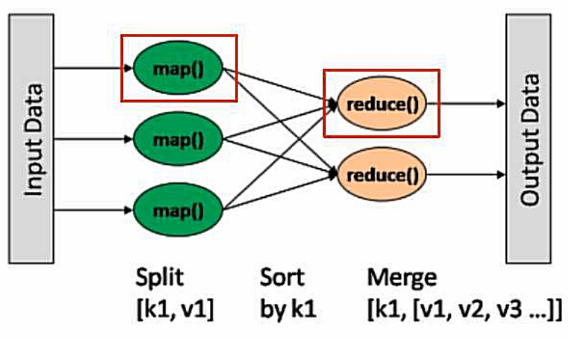 Input Data
map()
map()
map()
reduce()
reduce()
Output Data
Split
[k1, v1]
Sort
by k1
Merge
[k1, [v1, v2, v3 ...]]